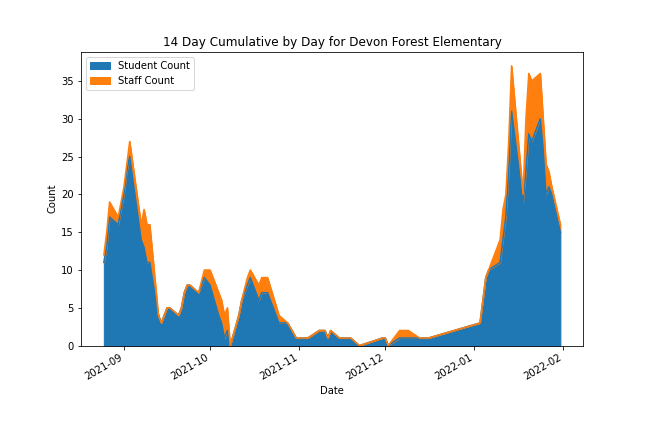 14 Day Cumulative by Day for Devon Forest Elementary
Student Count
Staff Count
Count
35
30
25
20
15
10
5
0
2021-09
2021-10
2021-11
2021-12
2022-01
2022-02
Date